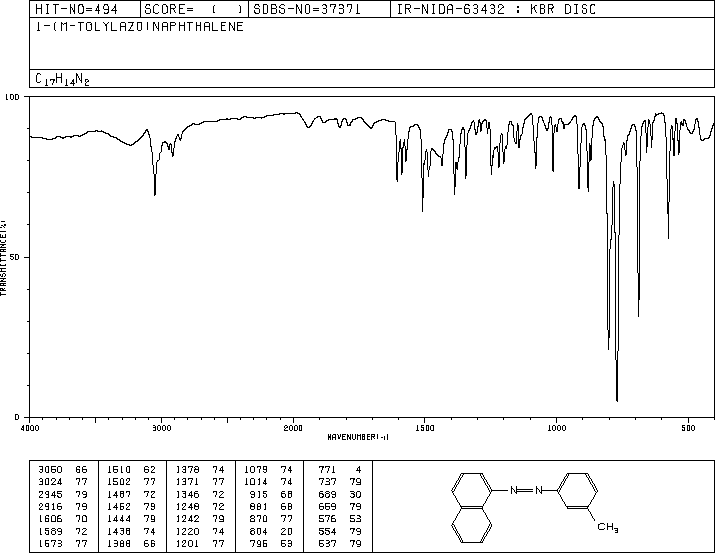 HIT-NO=494 SCORE= ( ) SDBS-NO=37371 IR-NIDA-63432 : KBR DISC
1-(M-TOLYLAZO)NAPHTHALENE
C17H14N2
100
50
0
TRANSMITTANCE(%)
4000 3000 2000 1500 1000 500
WAVENUMBER(-1)
3060 66 1510 62 1378 74 1079 74 771 4
3024 77 1502 77 1371 77 1014 74 737 79
2945 79 1487 72 1346 72 915 68 689 30
2916 79 1462 79 1248 72 881 68 659 79
1606 70 1444 79 1242 79 870 77 576 53
1589 72 1438 74 1220 74 804 20 554 79
1573 77 1388 66 1201 77 796 59 537 79
N N
CH3